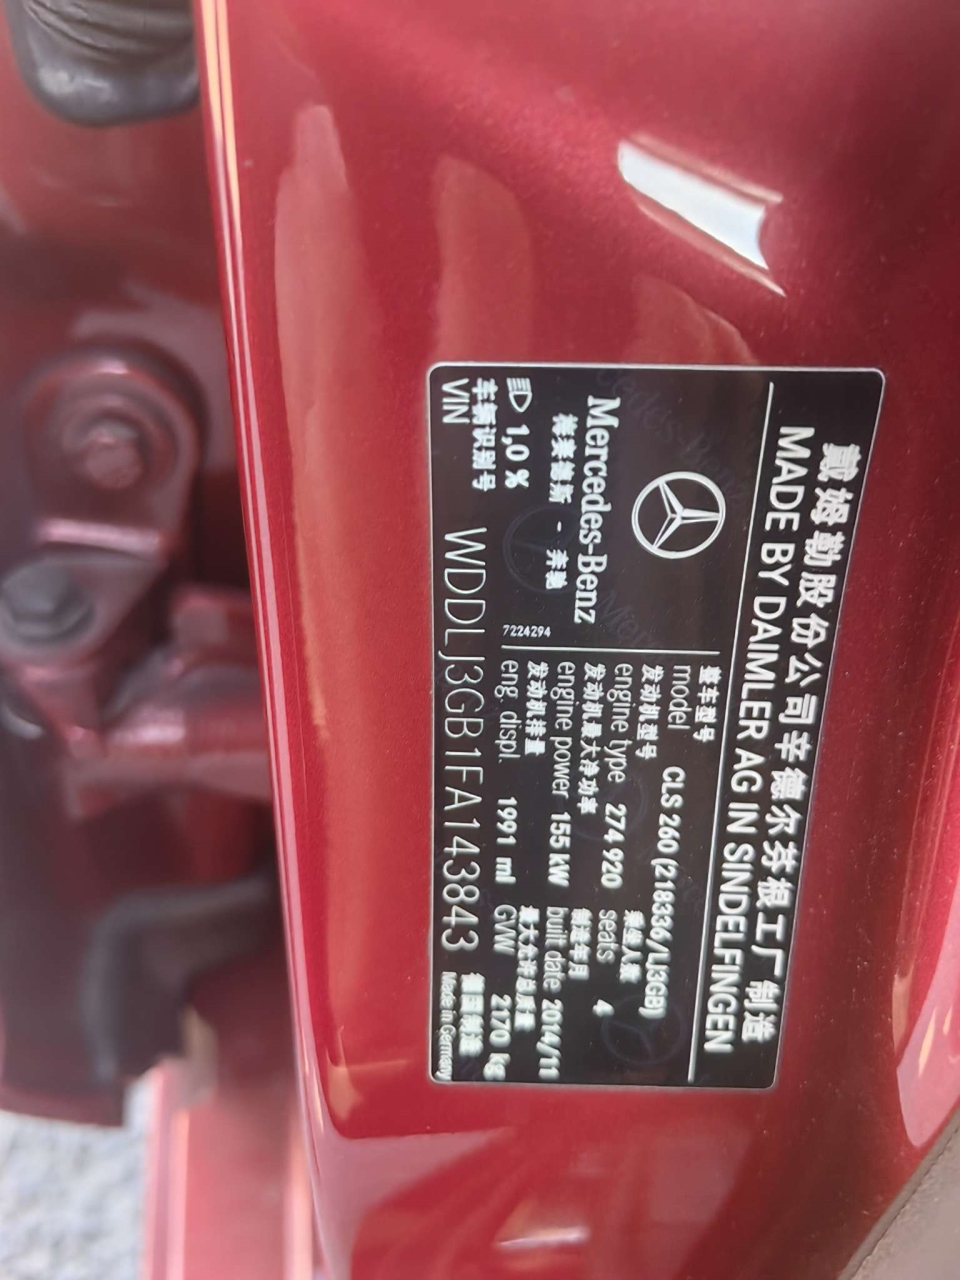 戴姆勒股份公司辛德尔芬根工厂制造
MADE BY DAIMLER AG IN SINDELFINGEN
Mercedes-Benz
梅赛德斯 - 奔驰
1,0 %
7224294
整车型号
model CLS 260 (218336/LJ3GB)
发动机型号 乘坐人数
engine type 274 920 seats 4
发动机最大净功率 制造年月
engine power 155 kW built date 2014/11
发动机排量 最大允许总质量
eng. displ. 1991 ml GVW 2170 kg
车辆识别号 德国制造
VIN WDDLJ3GB1FA143843 Made in Germany